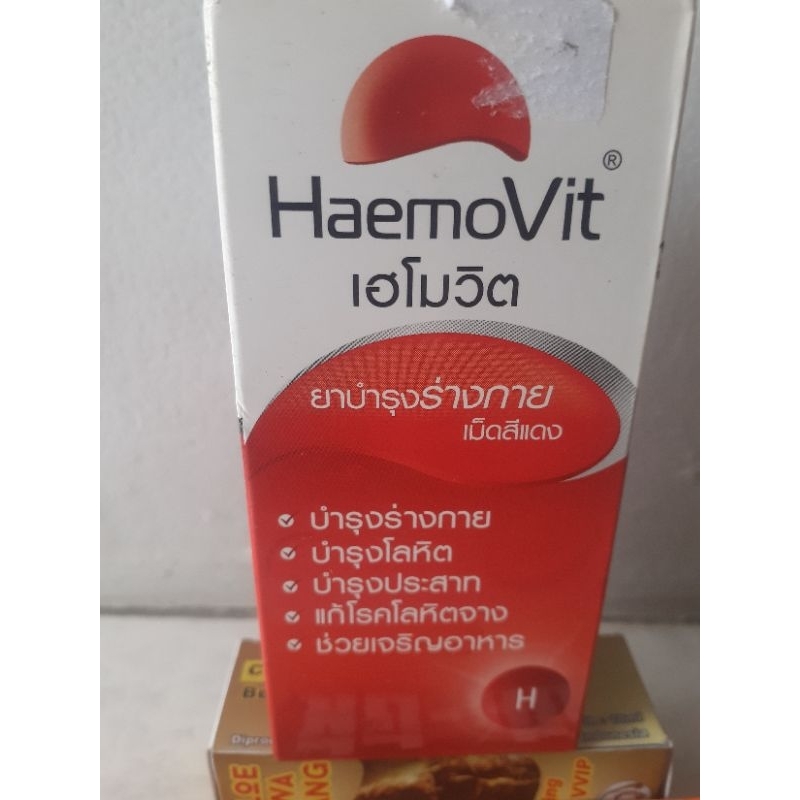 HaemoVit®
เฮโมวิต
ยาบำรุงร่างกาย
เม็ดสีแดง
บำรุงร่างกาย
บำรุงโลหิต
บำรุงประสาท
แก้โรคโลหิตจาง
ช่วยเจริญอาหาร
H
VVIP